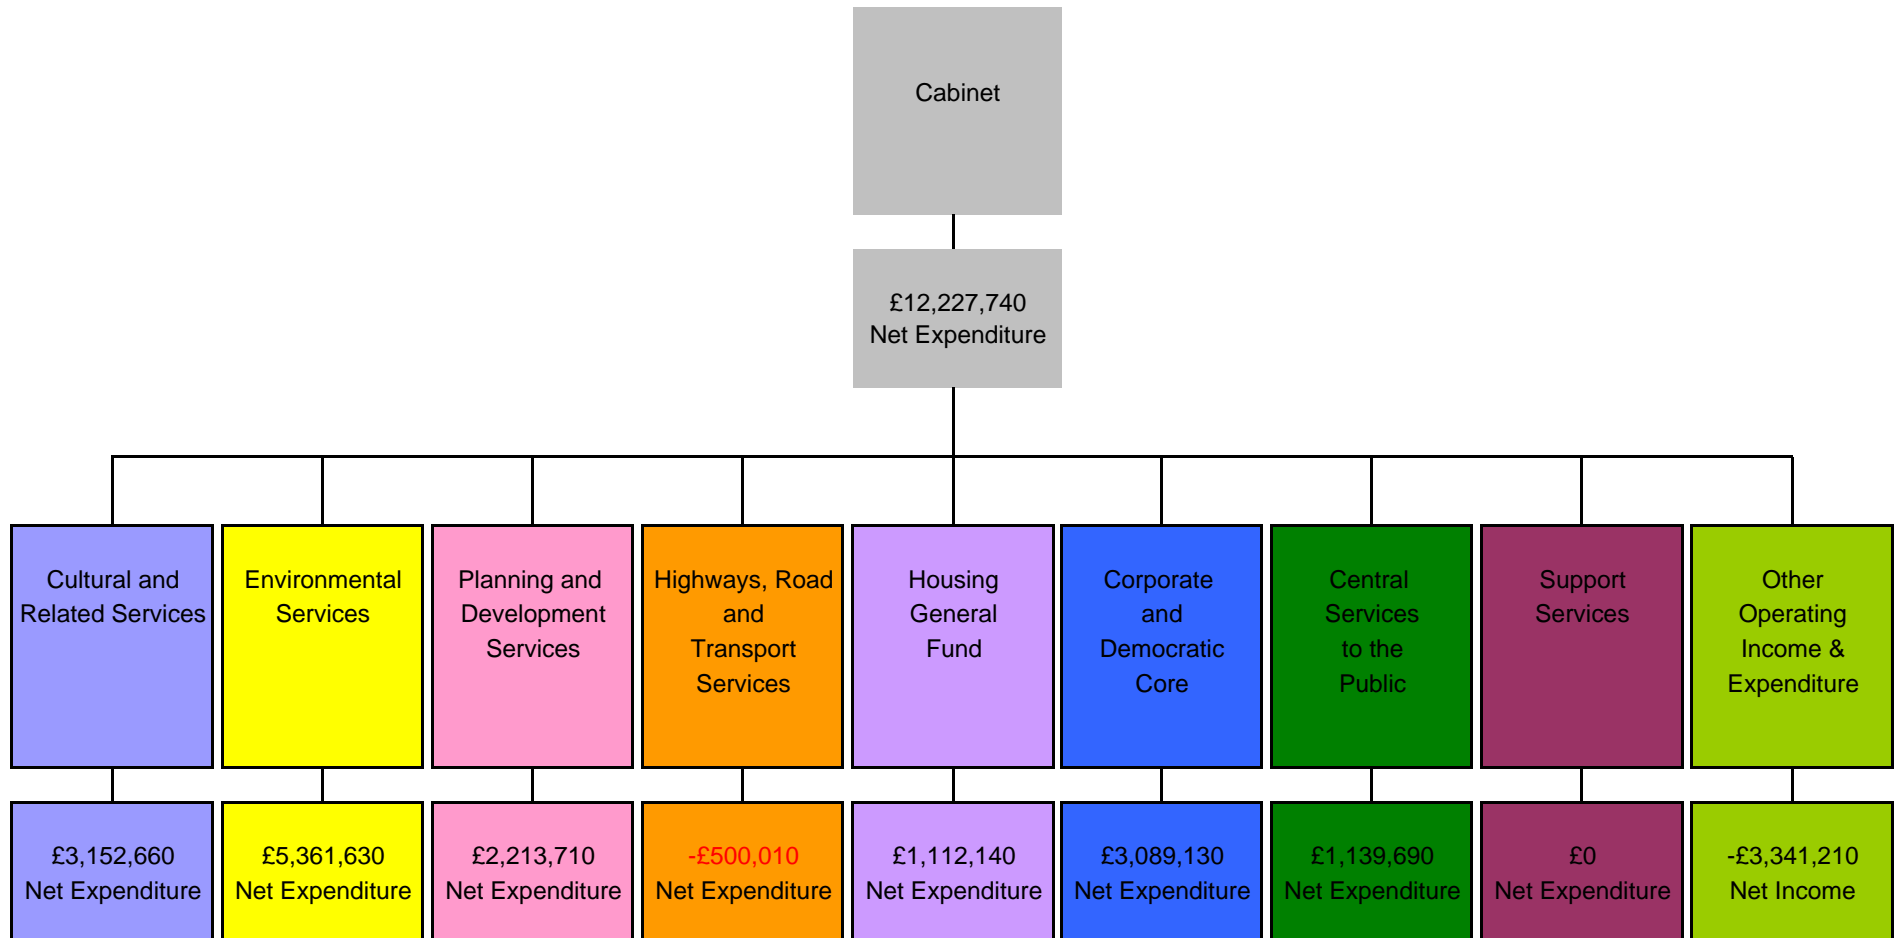 Cabinet
£12,227,740
Net Expenditure
Cultural and
Related Services
Environmental
Services
Planning and
Development
Services
Highways, Road
and
Transport
Services
Housing
General
Fund
Corporate
and
Democratic
Core
Central
Services
to the
Public
Support
Services
Other
Operating
Income &
Expenditure
£3,152,660
Net Expenditure
£5,361,630
Net Expenditure
£2,213,710
Net Expenditure
-£500,010
Net Expenditure
£1,112,140
Net Expenditure
£3,089,130
Net Expenditure
£1,139,690
Net Expenditure
£0
Net Expenditure
-£3,341,210
Net Income